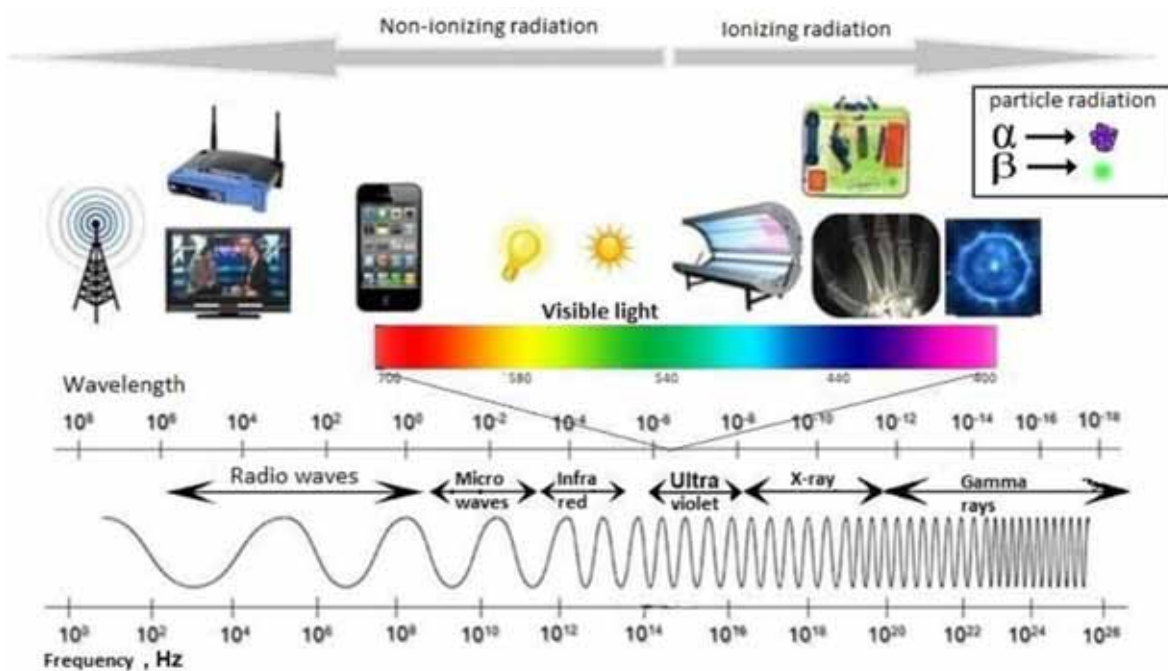 Non-ionizing radiation Ionizing radiation
particle radiation
α
β
Visible light
700 580 540 440 400
Wavelength
10⁸ 10⁶ 10⁴ 10² 10⁰ 10⁻² 10⁻⁴ 10⁻⁶ 10⁻⁸ 10⁻¹⁰ 10⁻¹² 10⁻¹⁴ 10⁻¹⁶ 10⁻¹⁸
Radio waves Micro Infra Ultra X-ray Gamma
waves red violet rays
10⁰ 10² 10⁴ 10⁶ 10⁸ 10¹⁰ 10¹² 10¹⁴ 10¹⁶ 10¹⁸ 10²⁰ 10²² 10²⁴ 10²⁶
Frequency , Hz